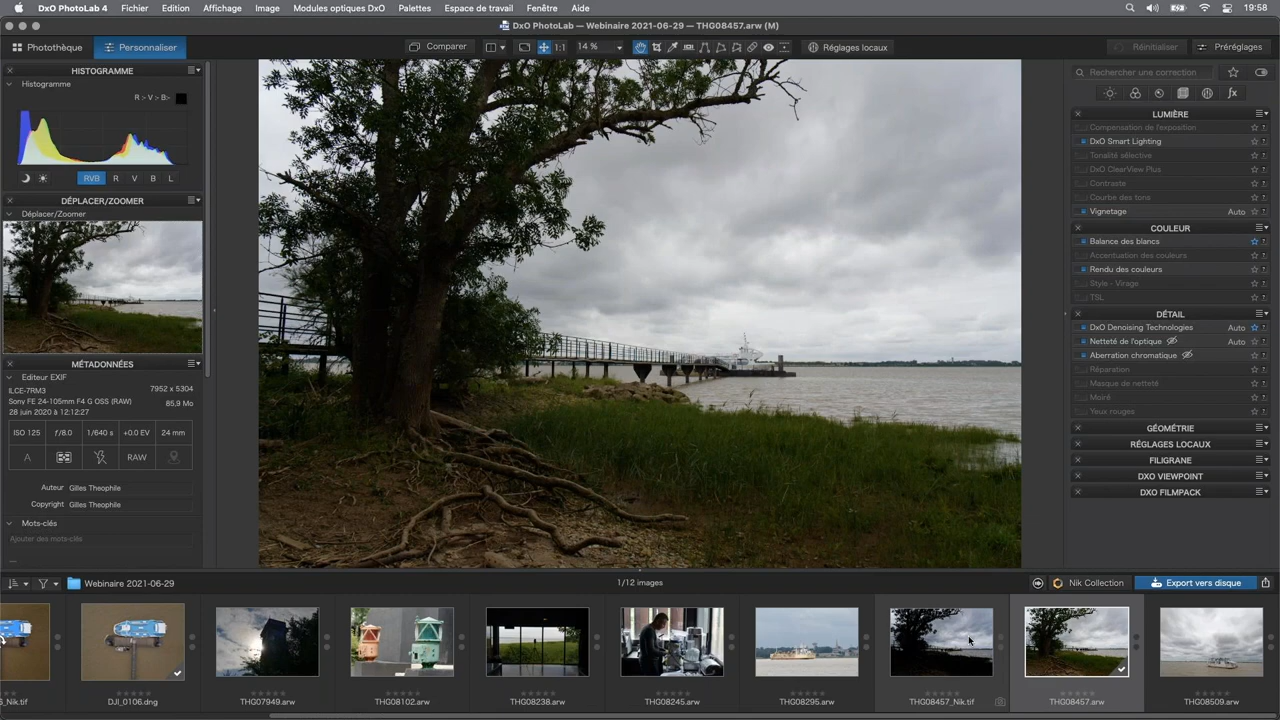 DxO PhotoLab 4 Fichier Edition Affichage Image Modules optiques DxO Palettes Espace de travail Fenêtre Aide 19:58
DxO PhotoLab — Webinaire 2021-06-29 — THG08457.arw (M)
Photothèque Personnaliser Comparer 1:1 14 % Réglages locaux Réinitialiser Préréglages
HISTOGRAMME
Histogramme
R :- V :- B:-
RVB R V B L
DÉPLACER/ZOOMER
Déplacer/Zoomer
MÉTADONNÉES
Editeur EXIF
ILCE-7RM3 7952 x 5304
Sony FE 24-105mm F4 G OSS (RAW) 85,9 Mo
28 juin 2020 à 12:12:27
ISO 125 ƒ/8.0 1/640 s +0.0 EV 24 mm
A RAW
Auteur Gilles Theophile
Copyright Gilles Theophile
Mots-clés
Ajouter des mots-clés
Rechercher une correction
fx
LUMIÈRE
Compensation de l'exposition
DxO Smart Lighting
Tonalité sélective
DxO ClearView Plus
Contraste
Courbe des tons
Vignetage Auto
COULEUR
Balance des blancs
Accentuation des couleurs
Rendu des couleurs
Style - Virage
TSL
DÉTAIL
DxO Denoising Technologies Auto
Netteté de l'optique Auto
Aberration chromatique
Réparation
Masque de netteté
Moiré
Yeux rouges
GÉOMÉTRIE
RÉGLAGES LOCAUX
FILIGRANE
DXO VIEWPOINT
DXO FILMPACK
Webinaire 2021-06-29 1/12 images Nik Collection Export vers disque
_Nik.tif DJI_0106.dng THG07949.arw THG08102.arw THG08238.arw THG08245.arw THG08295.arw THG08457_Nik.tif THG08457.arw THG08509.arw